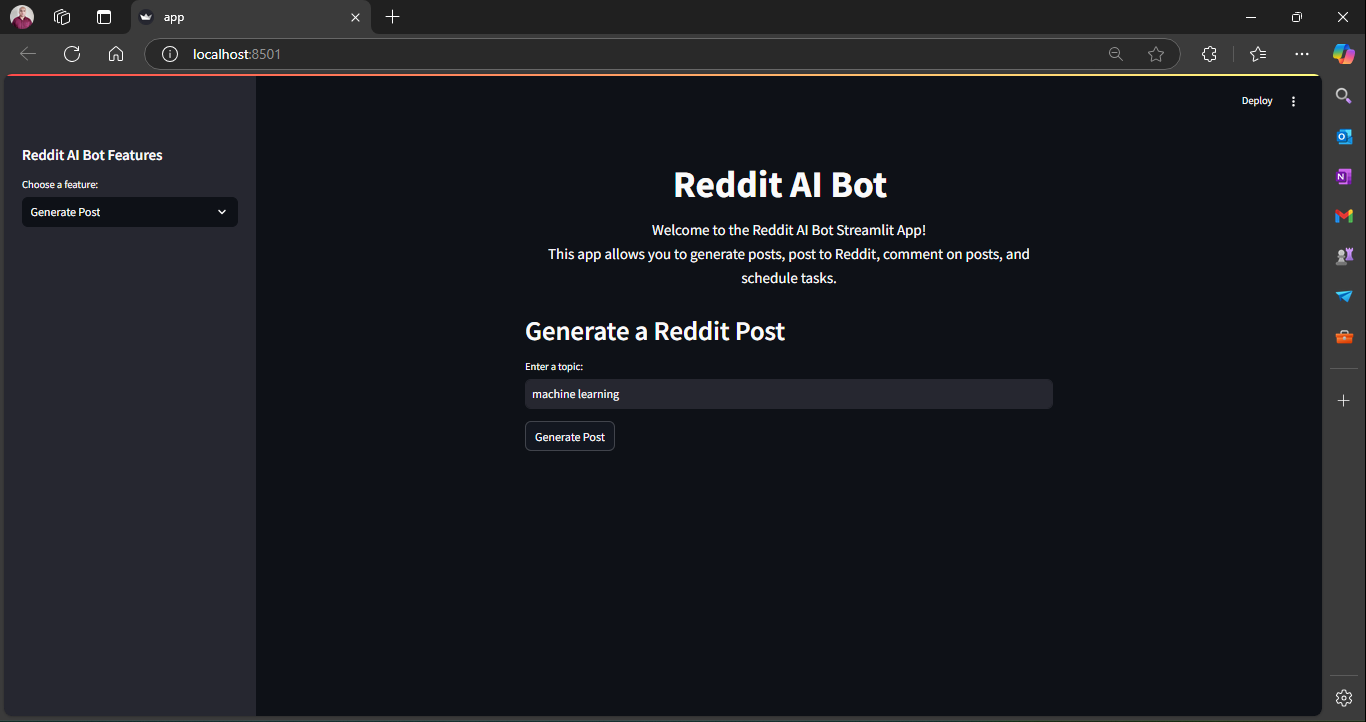 app
localhost:8501
Deploy
Reddit AI Bot Features
Choose a feature:
Generate Post
Reddit AI Bot
Welcome to the Reddit AI Bot Streamlit App!
This app allows you to generate posts, post to Reddit, comment on posts, and
schedule tasks.
Generate a Reddit Post
Enter a topic:
machine learning
Generate Post